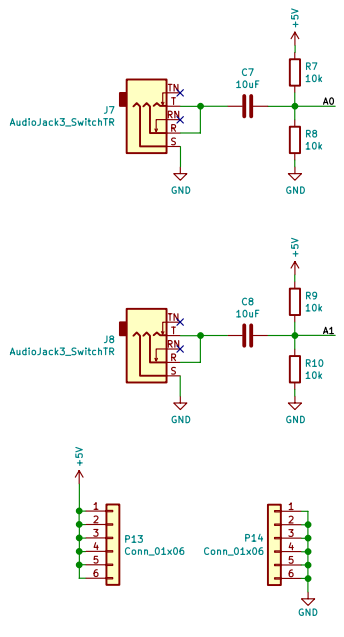 +5V
C7
10uF
R7
10k
J7
AudioJack3_SwitchTR
TN
T
RN
R
S
A0
R8
10k
GND
GND
+5V
C8
10uF
R9
10k
J8
AudioJack3_SwitchTR
TN
T
RN
R
S
A1
R10
10k
GND
GND
+5V
1
2
3
4
5
6
P13
Conn_01x06
P14
Conn_01x06
1
2
3
4
5
6
GND